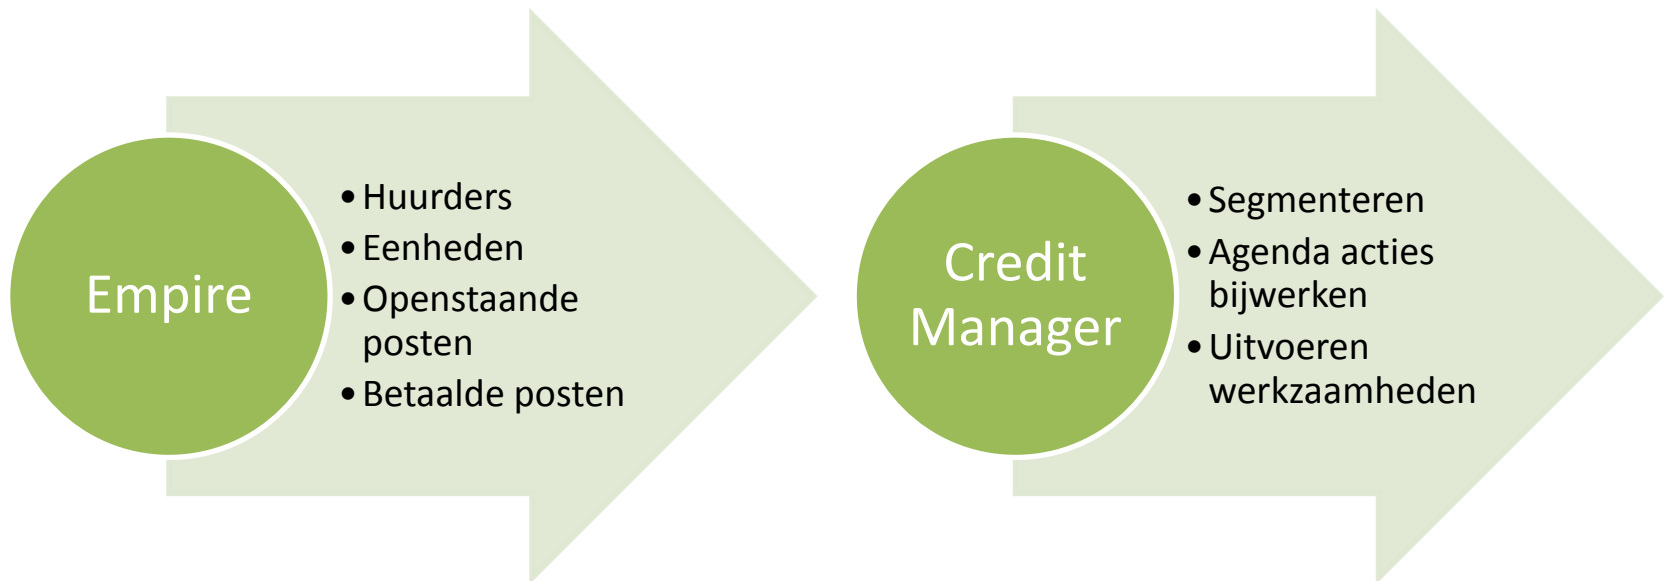 Empire
• Huurders
• Eenheden
• Openstaande
posten
• Betaalde posten
Credit
Manager
• Segmenteren
• Agenda acties
bijwerken
• Uitvoeren
werkzaamheden